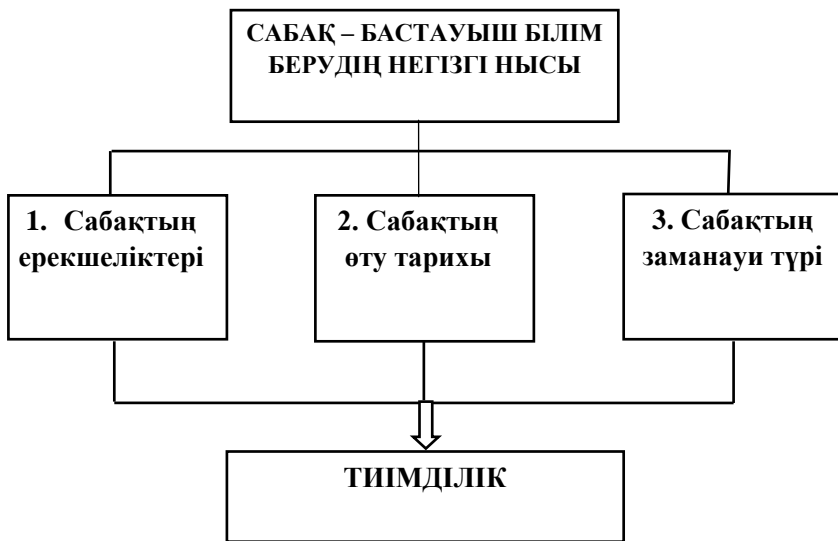 САБАҚ – БАСТАУЫШ БІЛІМ
БЕРУДІҢ НЕГІЗГІ НЫСЫ
1. Сабақтың
ерекшеліктері
2. Сабақтың
өту тарихы
3. Сабақтың
заманауи түрі
ТИІМДІЛІК